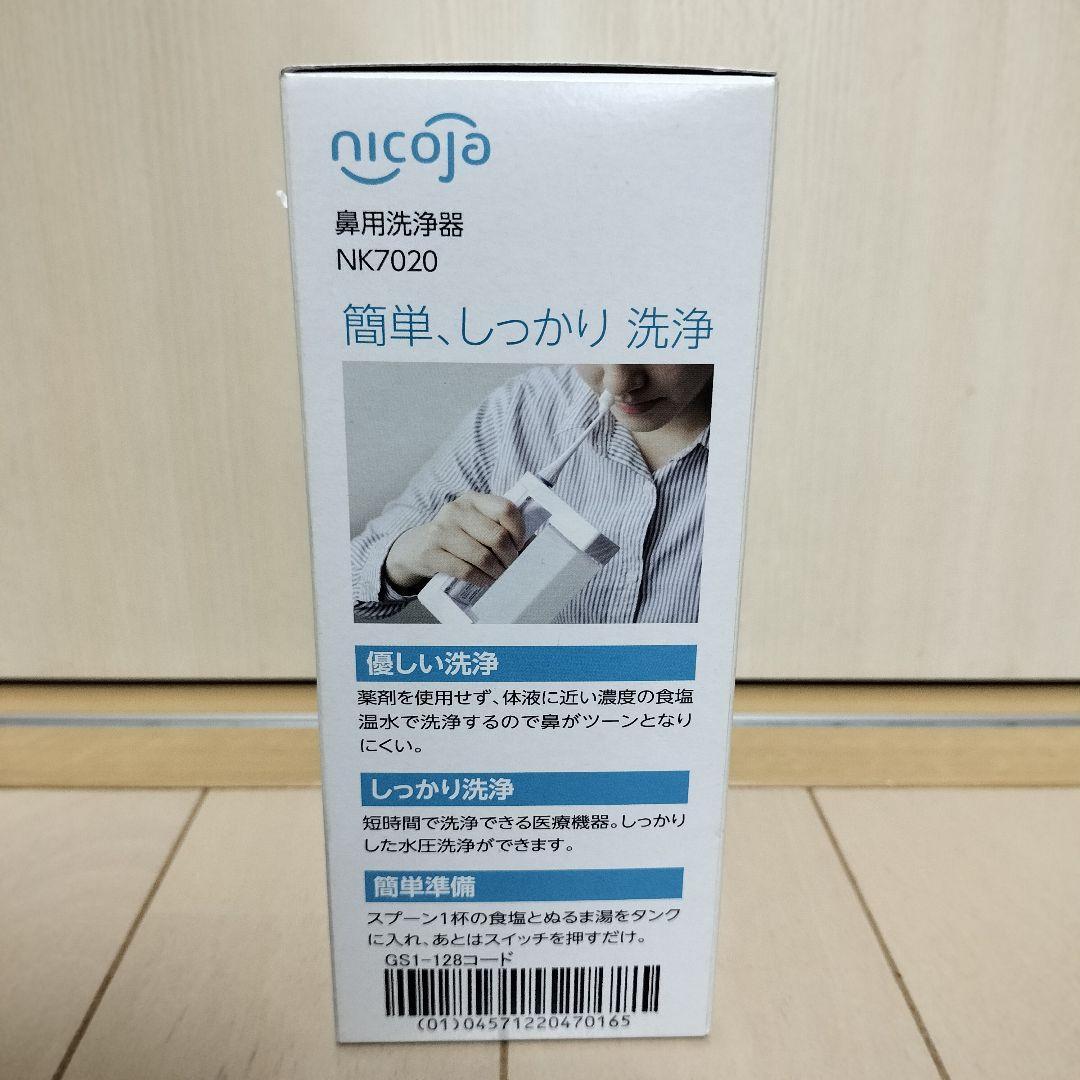 nicoja
鼻用洗浄器
NK7020
簡単、しっかり 洗浄
優しい洗浄
薬剤を使用せず、体液に近い濃度の食塩
温水で洗浄するので鼻がツーンとなり
にくい。
しっかり洗浄
短時間で洗浄できる医療機器。しっかり
した水圧洗浄ができます。
簡単準備
スプーン1杯の食塩とぬるま湯をタンク
に入れ、あとはスイッチを押すだけ。
GS1-128コード
(01)04571220470165